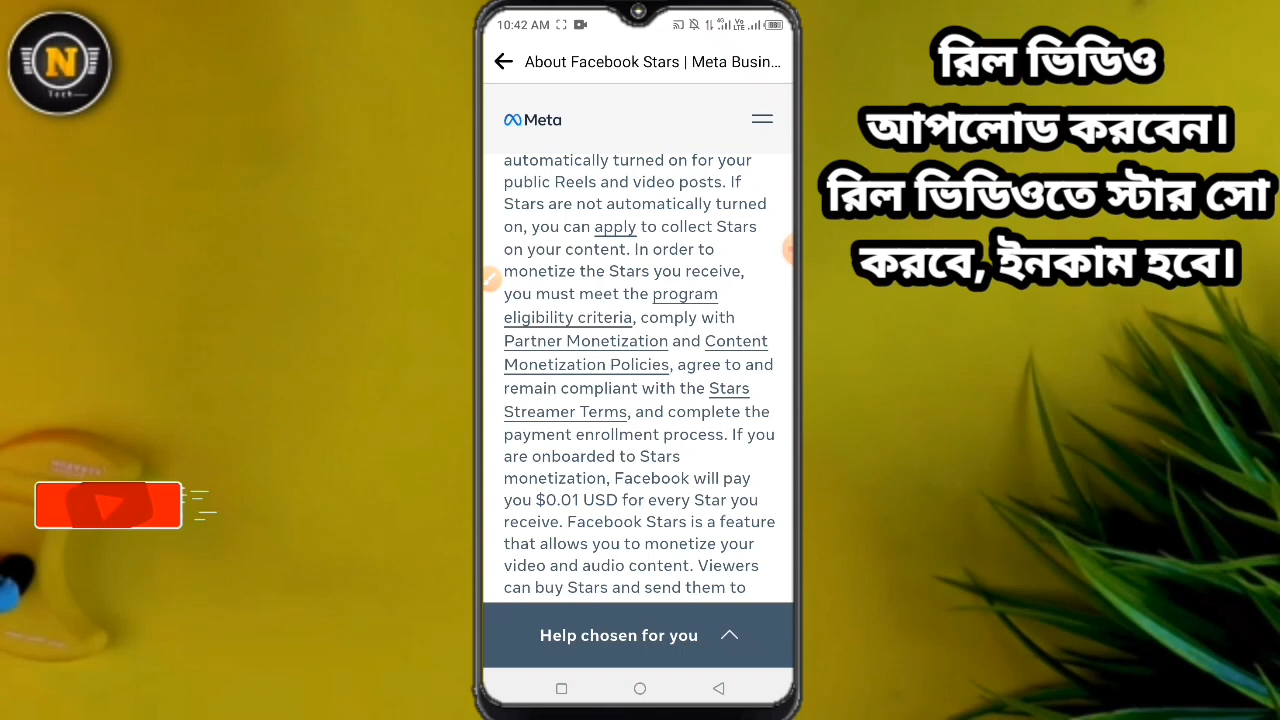 N
Tech
10:42 AM
About Facebook Stars | Meta Busin...
Meta
automatically turned on for your
public Reels and video posts. If
Stars are not automatically turned
on, you can apply to collect Stars
on your content. In order to
monetize the Stars you receive,
you must meet the program
eligibility criteria, comply with
Partner Monetization and Content
Monetization Policies, agree to and
remain compliant with the Stars
Streamer Terms, and complete the
payment enrollment process. If you
are onboarded to Stars
monetization, Facebook will pay
you $0.01 USD for every Star you
receive. Facebook Stars is a feature
that allows you to monetize your
video and audio content. Viewers
can buy Stars and send them to
Help chosen for you
রিল ভিডিও
আপলোড করবেন।
রিল ভিডিওতে স্টার সো
করবে, ইনকাম হবে।